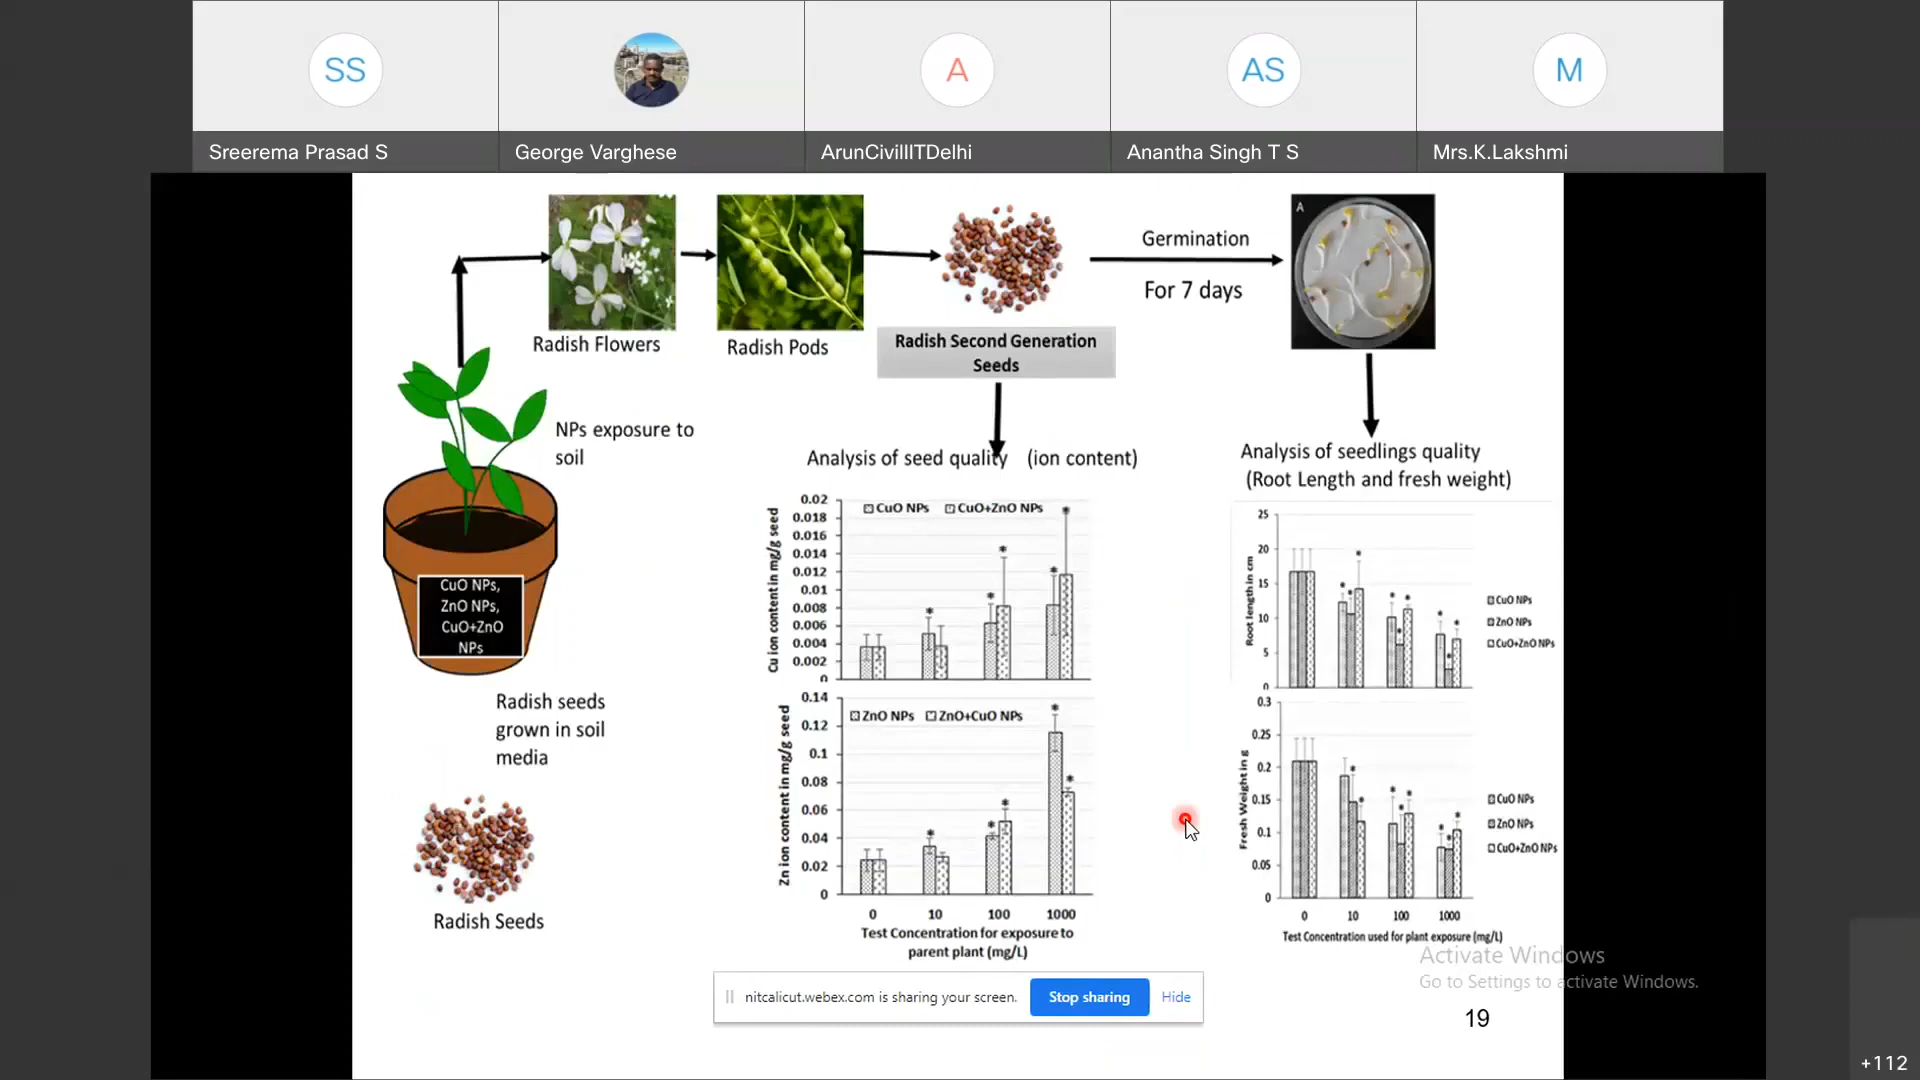 SS
A
AS
M
Sreerema Prasad S
George Varghese
ArunCivilIITDelhi
Anantha Singh T S
Mrs.K.Lakshmi
A
Germination
For 7 days
Radish Flowers
Radish Pods
Radish Second Generation
Seeds
NPs exposure to
soil
CuO NPs,
ZnO NPs,
CuO+ZnO
NPs
Radish seeds
grown in soil
media
Radish Seeds
Analysis of seed quality (ion content)
Cu ion content in mg/g seed
0.02
0.018
0.016
0.014
0.012
0.01
0.008
0.006
0.004
0.002
0
CuO NPs CuO+ZnO NPs
* * * * *
Zn ion content in mg/g seed
0.14
0.12
0.1
0.08
0.06
0.04
0.02
0
ZnO NPs ZnO+CuO NPs
* * * * *
0 10 100 1000
Test Concentration for exposure to
parent plant (mg/L)
Analysis of seedlings quality
(Root Length and fresh weight)
Root length in cm
25
20
15
10
5
0
* * * * * * * * *
CuO NPs
ZnO NPs
CuO+ZnO NPs
Fresh Weight in g
0.3
0.25
0.2
0.15
0.1
0.05
0
* * * * * * * *
CuO NPs
ZnO NPs
CuO+ZnO NPs
0 10 100 1000
Test Concentration used for plant exposure (mg/L)
Activate Windows
Go to Settings to activate Windows.
nitcalicut.webex.com is sharing your screen.
Stop sharing
Hide
19
+112